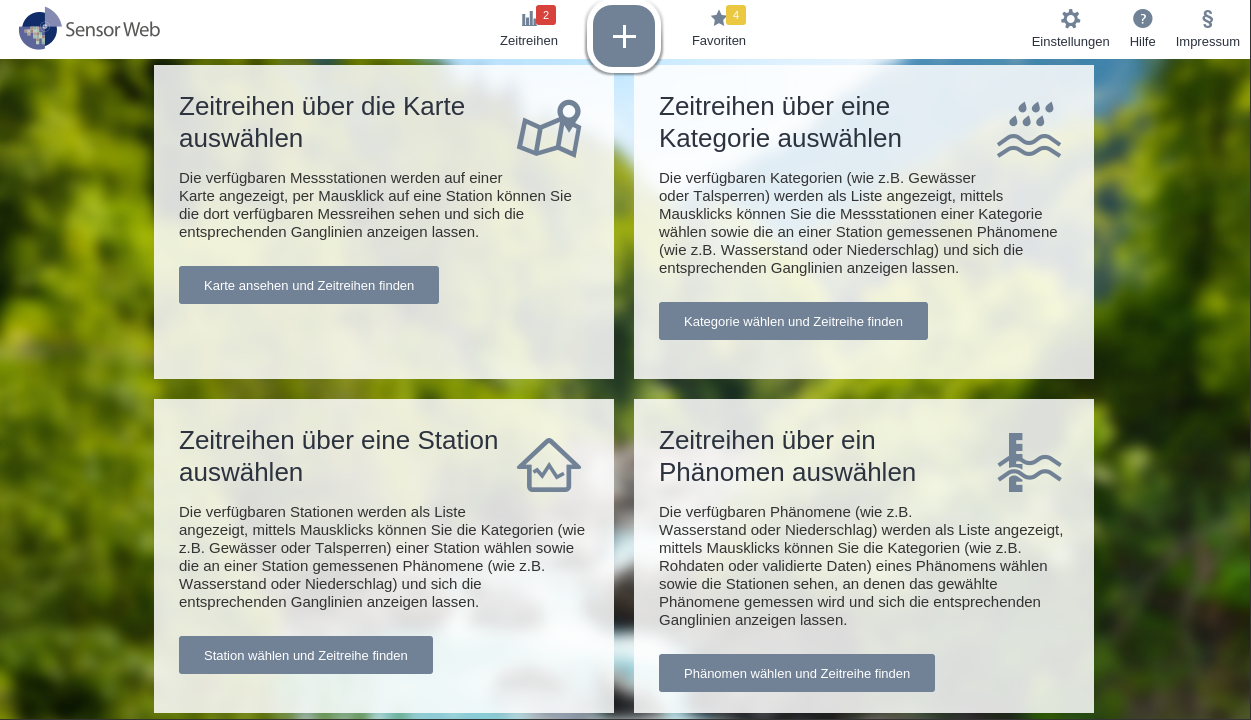 Sensor Web
2
Zeitreihen
4
Favoriten
Einstellungen
?
Hilfe
§
Impressum
Zeitreihen über die Karte
auswählen
Die verfügbaren Messstationen werden auf einer
Karte angezeigt, per Mausklick auf eine Station können Sie
die dort verfügbaren Messreihen sehen und sich die
entsprechenden Ganglinien anzeigen lassen.
Karte ansehen und Zeitreihen finden
Zeitreihen über eine
Kategorie auswählen
Die verfügbaren Kategorien (wie z.B. Gewässer
oder Talsperren) werden als Liste angezeigt, mittels
Mausklicks können Sie die Messstationen einer Kategorie
wählen sowie die an einer Station gemessenen Phänomene
(wie z.B. Wasserstand oder Niederschlag) und sich die
entsprechenden Ganglinien anzeigen lassen.
Kategorie wählen und Zeitreihe finden
Zeitreihen über eine Station
auswählen
Die verfügbaren Stationen werden als Liste
angezeigt, mittels Mausklicks können Sie die Kategorien (wie
z.B. Gewässer oder Talsperren) einer Station wählen sowie
die an einer Station gemessenen Phänomene (wie z.B.
Wasserstand oder Niederschlag) und sich die
entsprechenden Ganglinien anzeigen lassen.
Station wählen und Zeitreihe finden
Zeitreihen über ein
Phänomen auswählen
Die verfügbaren Phänomene (wie z.B.
Wasserstand oder Niederschlag) werden als Liste angezeigt,
mittels Mausklicks können Sie die Kategorien (wie z.B.
Rohdaten oder validierte Daten) eines Phänomens wählen
sowie die Stationen sehen, an denen das gewählte
Phänomene gemessen wird und sich die entsprechenden
Ganglinien anzeigen lassen.
Phänomen wählen und Zeitreihe finden